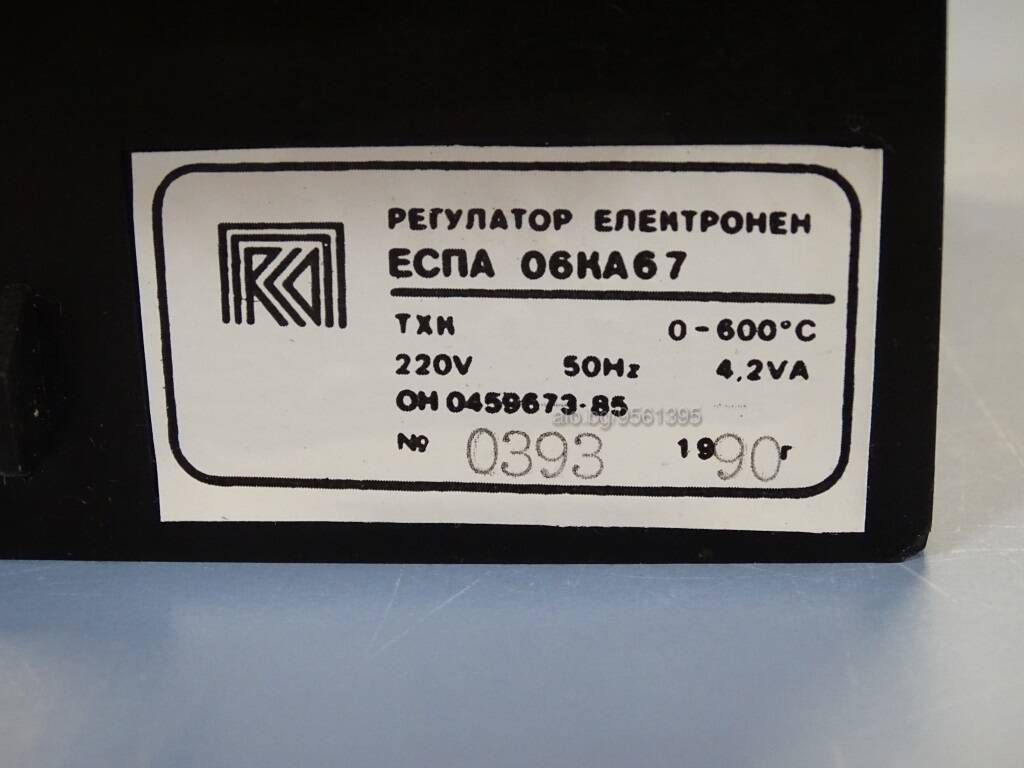 РЕГУЛАТОР ЕЛЕКТРОНЕН
ЕСПА 06КА67
ТХК 0-600°C
220V 50Hz 4,2VA
ОН 0459673-85
alo.bg/9561395
№ 0393 1990г